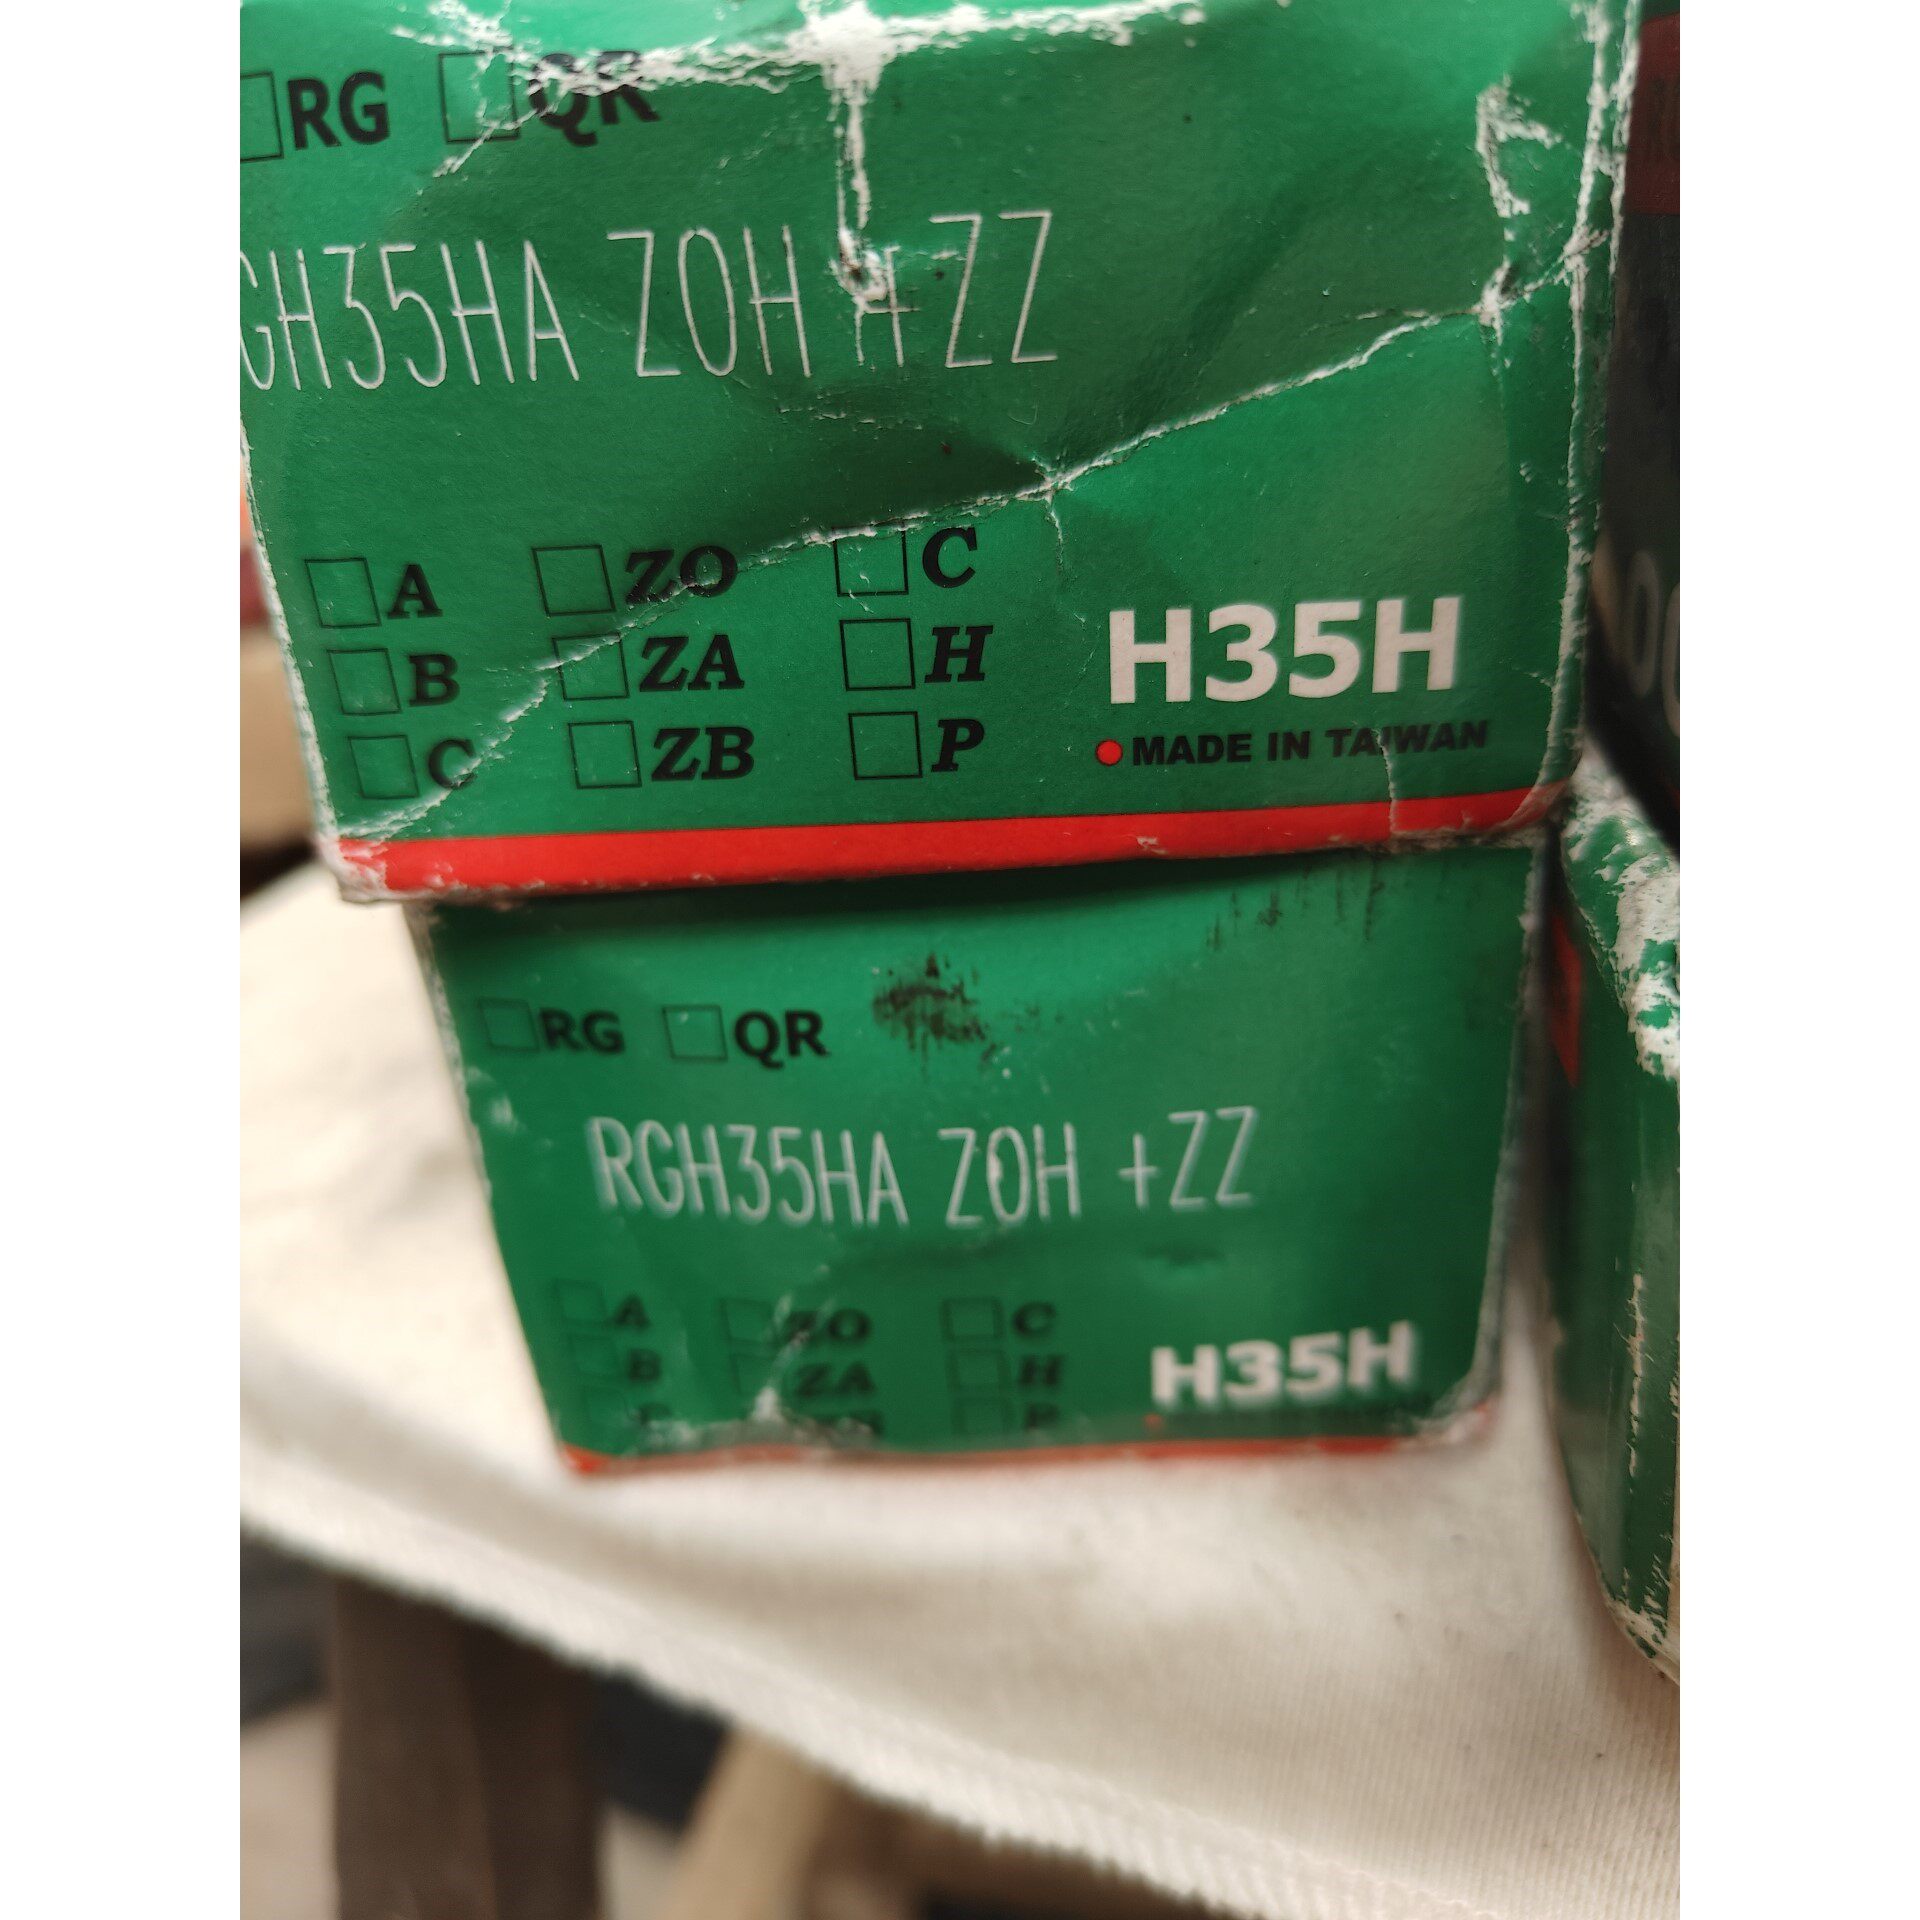 RG QR
GH35HA ZOH +ZZ
A ZO C
B ZA H
C ZB P
H35H
MADE IN TAIWAN
RG QR
RGH35HA ZOH +ZZ
A ZO C
B ZA H
P
H35H